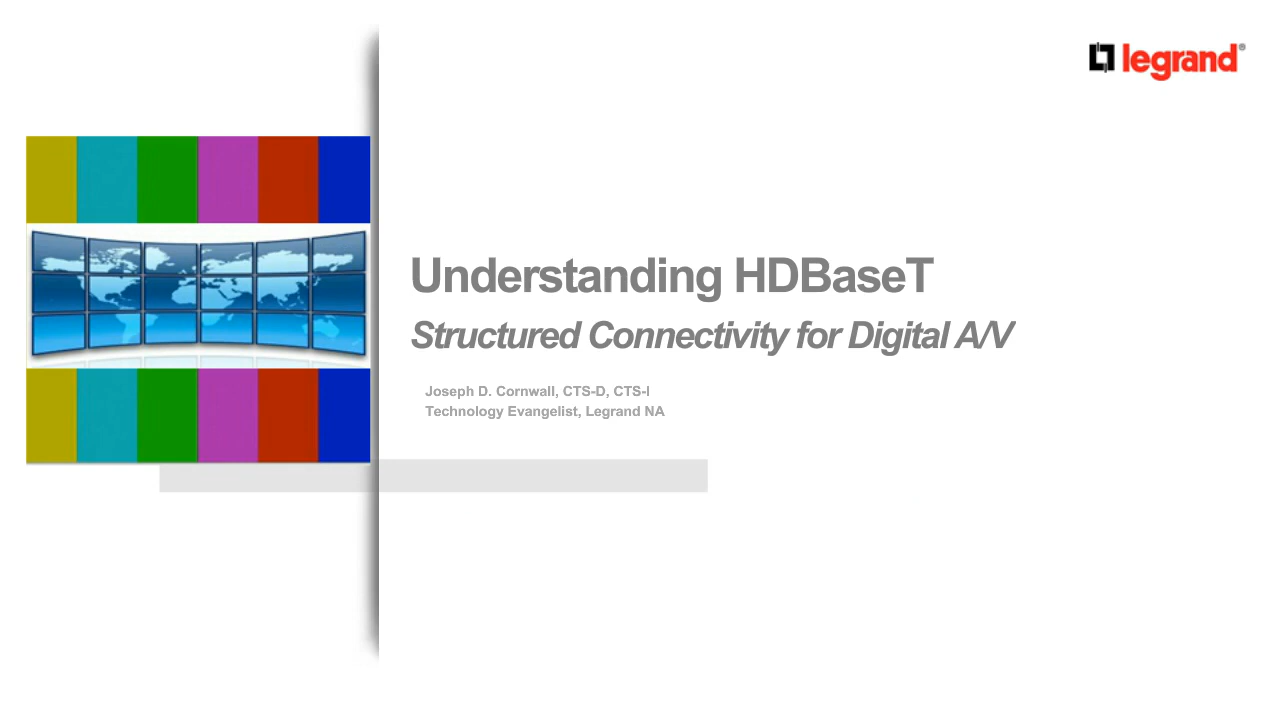 legrand®
Understanding HDBaseT
Structured Connectivity for Digital A/V
Joseph D. Cornwall, CTS-D, CTS-I
Technology Evangelist, Legrand NA